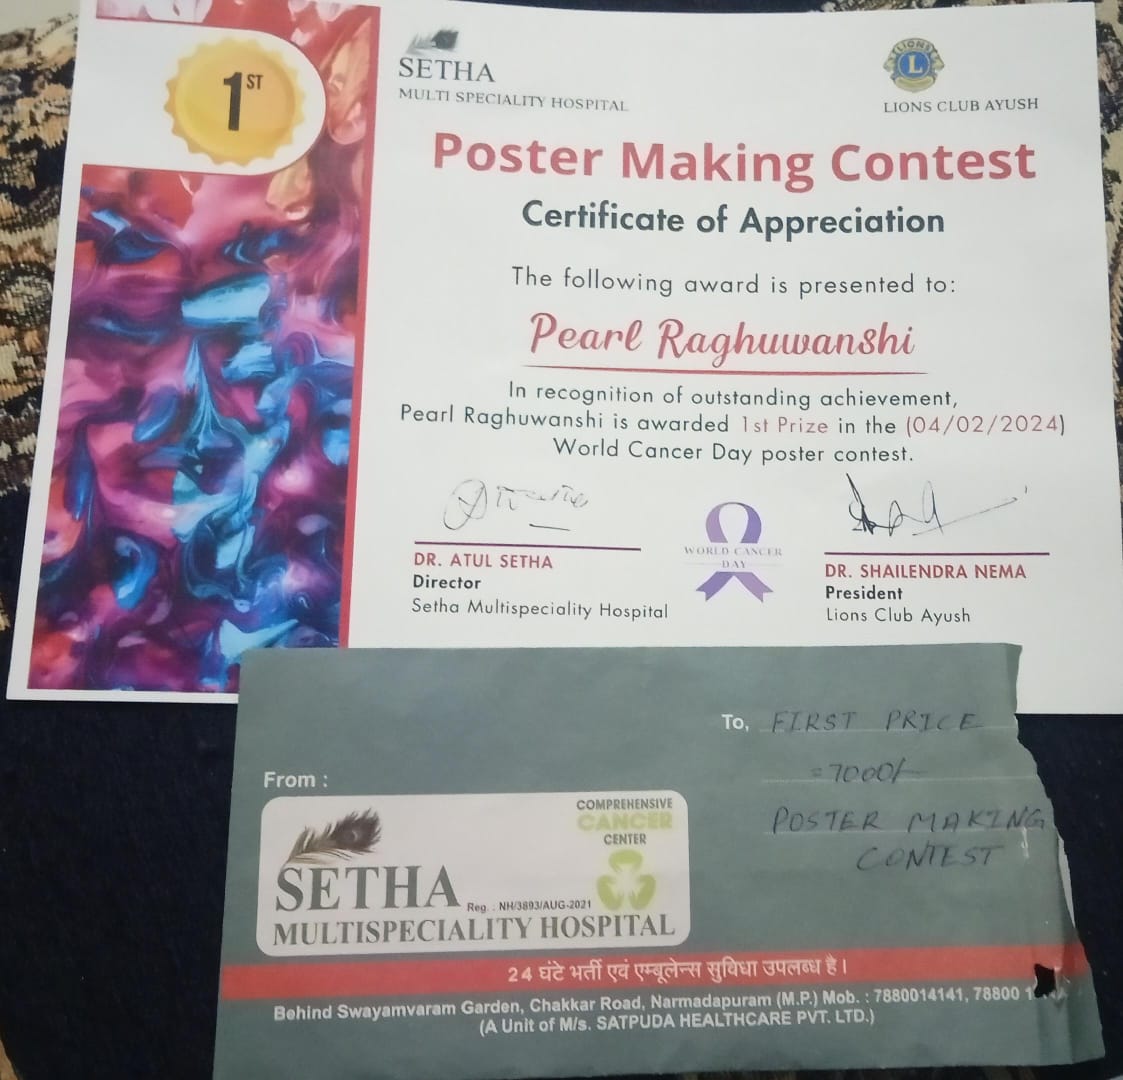 1ST
SETHA
MULTI SPECIALITY HOSPITAL
LIONS
L
LIONS CLUB AYUSH
Poster Making Contest
Certificate of Appreciation
The following award is presented to:
Pearl Raghuwanshi
In recognition of outstanding achievement,
Pearl Raghuwanshi is awarded 1st Prize in the (04/02/2024)
World Cancer Day poster contest.
WORLD CANCER
DAY
DR. ATUL SETHA
Director
Setha Multispeciality Hospital
DR. SHAILENDRA NEMA
President
Lions Club Ayush
To, FIRST PRICE
=7000/-
POSTER MAKING
CONTEST
From :
COMPREHENSIVE
CANCER
CENTER
SETHA
Reg. : NH/3893/AUG-2021
MULTISPECIALITY HOSPITAL
24 घंटे भर्ती एवं एम्बूलेन्स सुविधा उपलब्ध है।
Behind Swayamvaram Garden, Chakkar Road, Narmadapuram (M.P.) Mob. : 7880014141, 78800
(A Unit of M/s. SATPUDA HEALTHCARE PVT. LTD.)